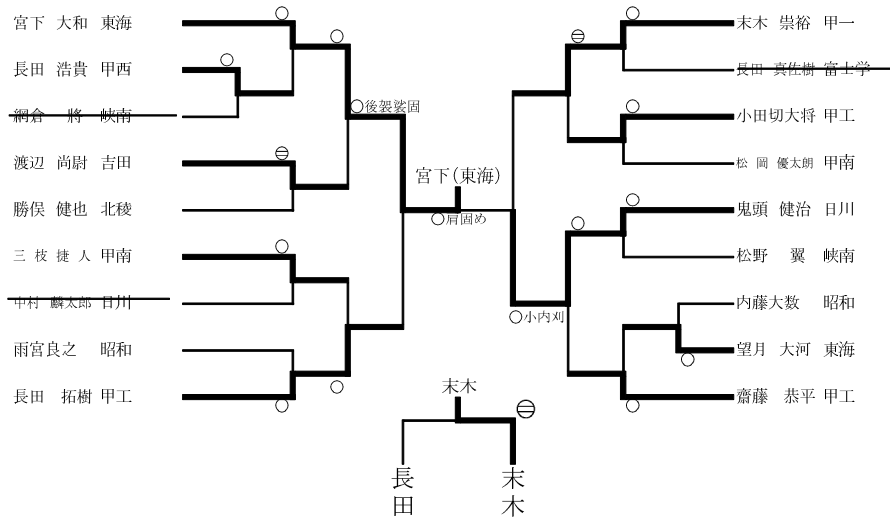 宮下 大和 東海
長田 浩貴 甲西
網倉 將 峡南
渡辺 尚尉 吉田
勝俣 健也 北稜
三枝 捷人 甲南
中村 麟太郎 日川
雨宮良之 昭和
長田 拓樹 甲工
○後袈裟固
宮下(東海)
○肩固め
○小内刈
末木 崇裕 甲一
長田 真佐樹 富士学
小田切大将 甲工
松岡 優太朗 甲南
鬼頭 健治 日川
松野 翼 峡南
内藤大数 昭和
望月 大河 東海
齋藤 恭平 甲工
末木
長田
末木